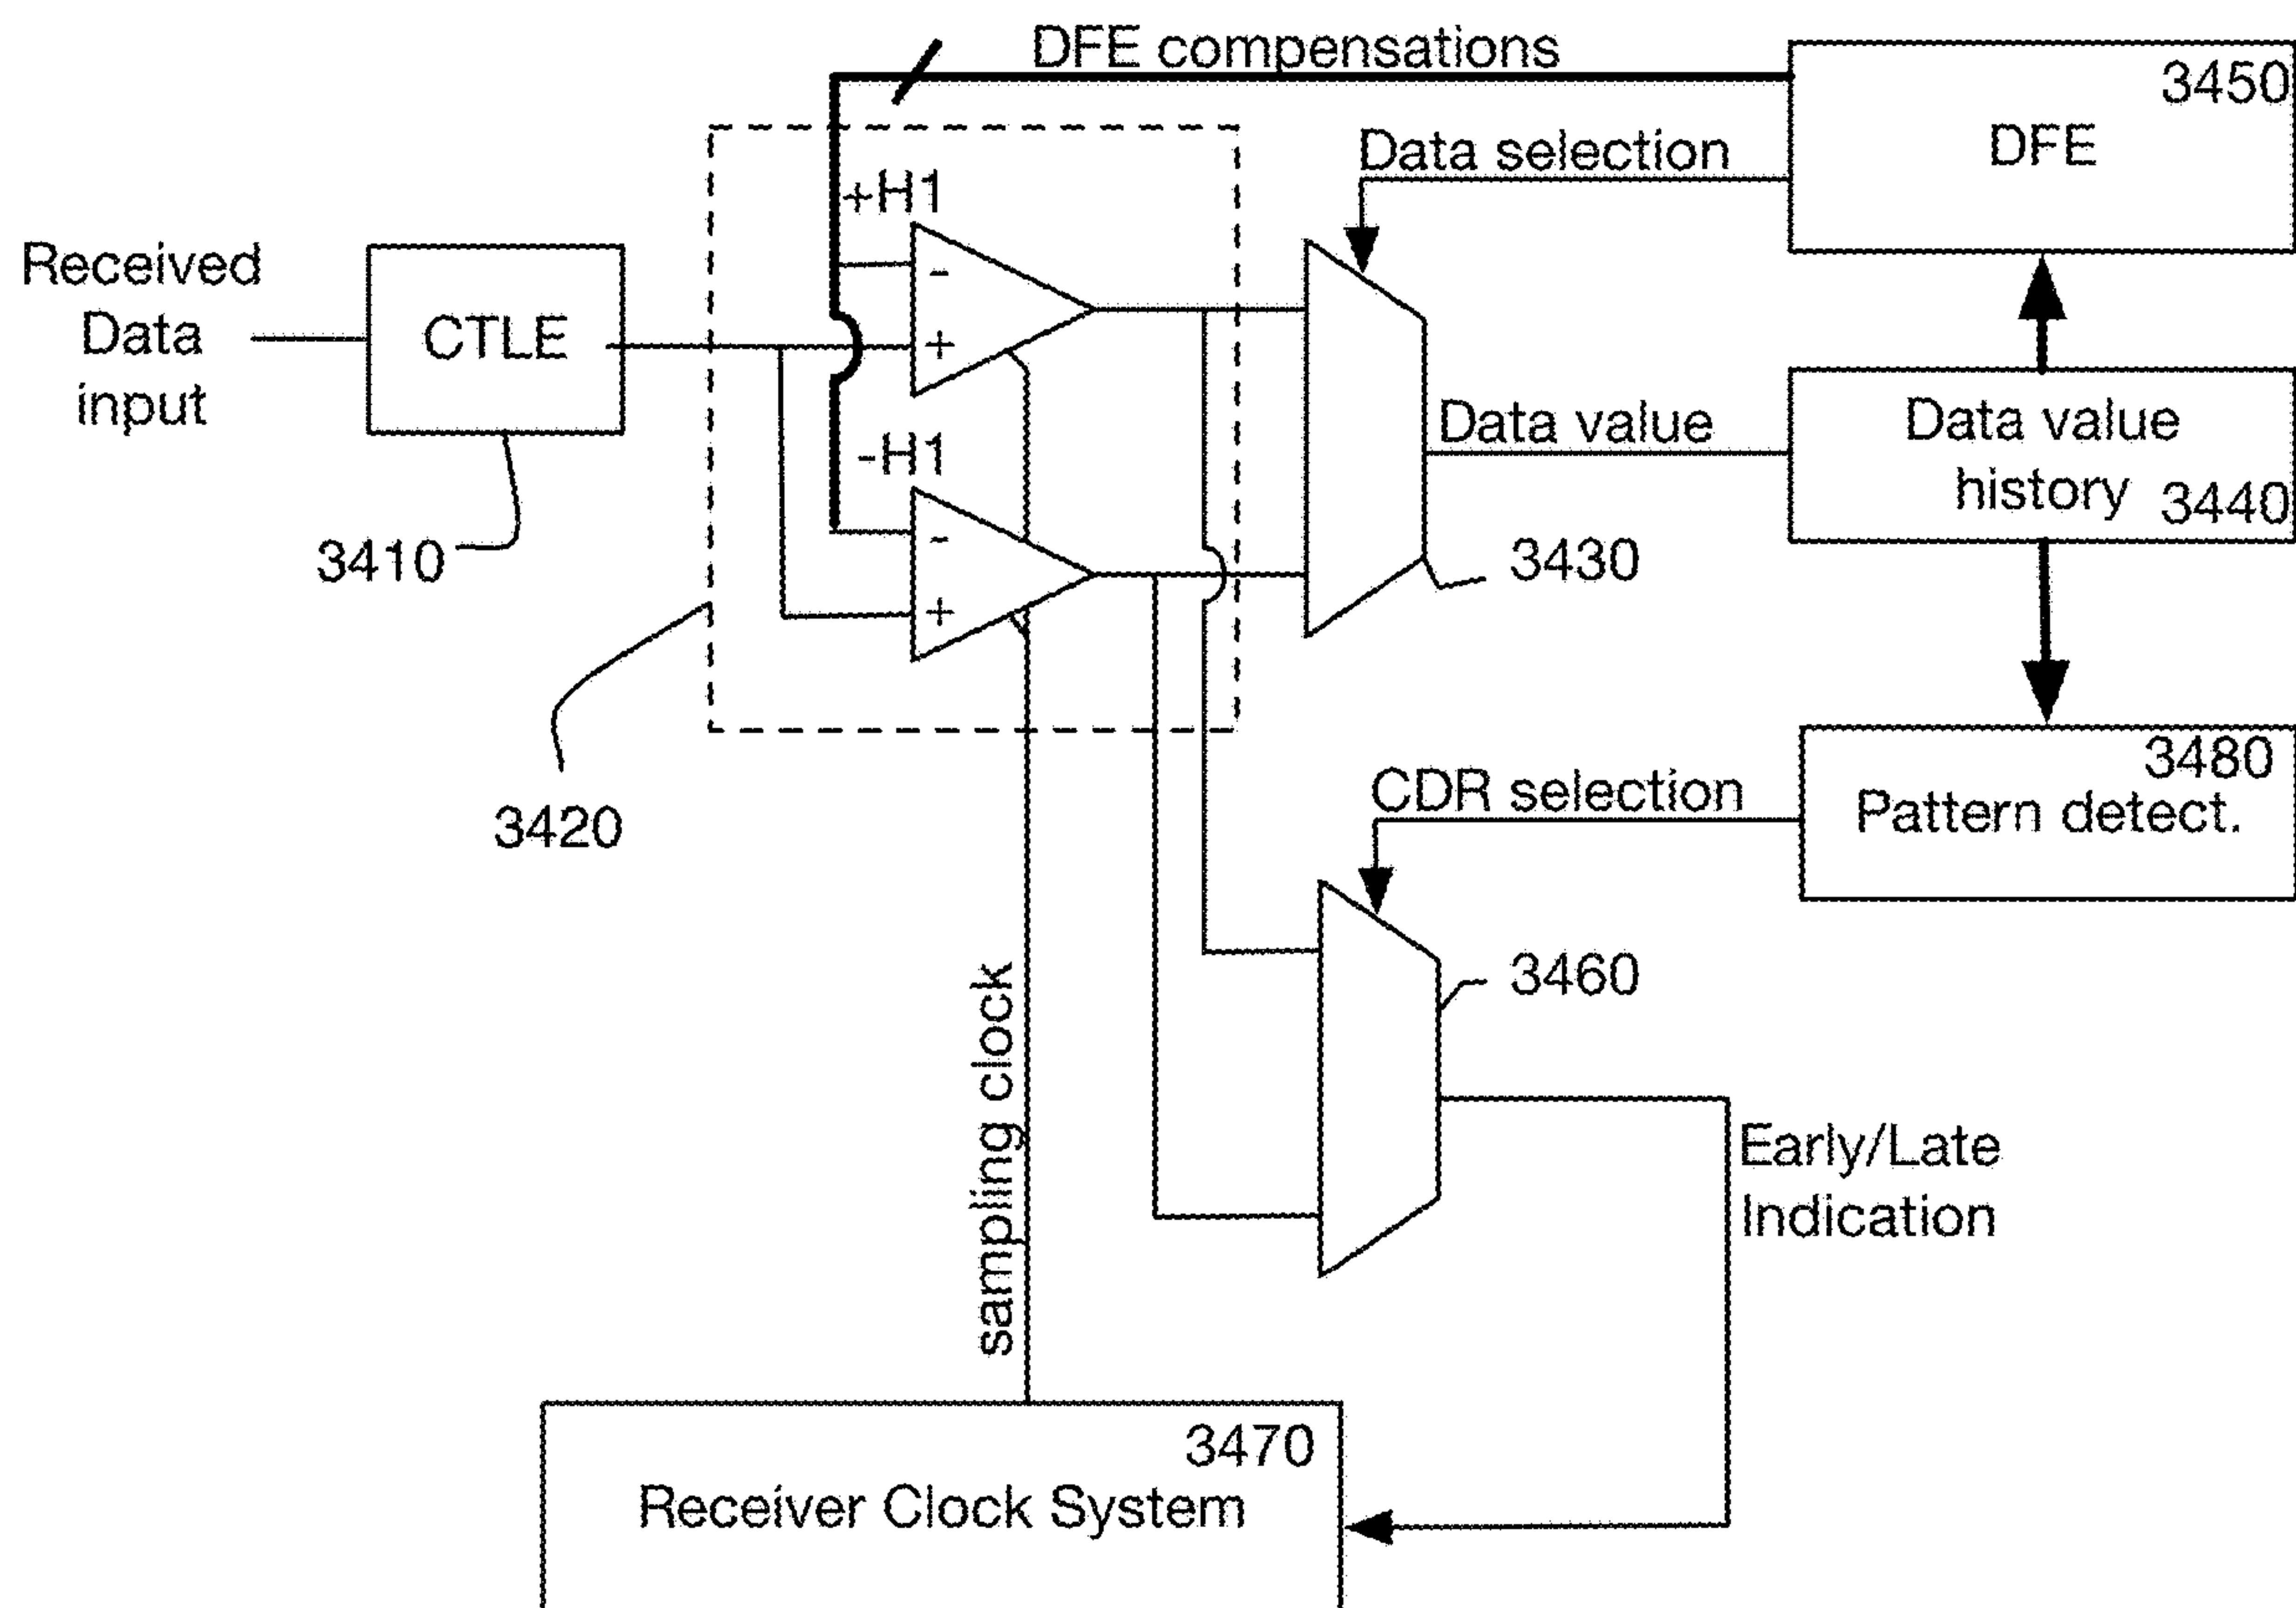 DFE compensations
3450
DFE
Data selection
+H1
-
+
Received
Data
input
CTLE
3410
-H1
-
+
Data value
Data value
history
3440
3430
3420
3480
Pattern detect.
CDR selection
3460
sampling clock
Early/Late
Indication
3470
Receiver Clock System